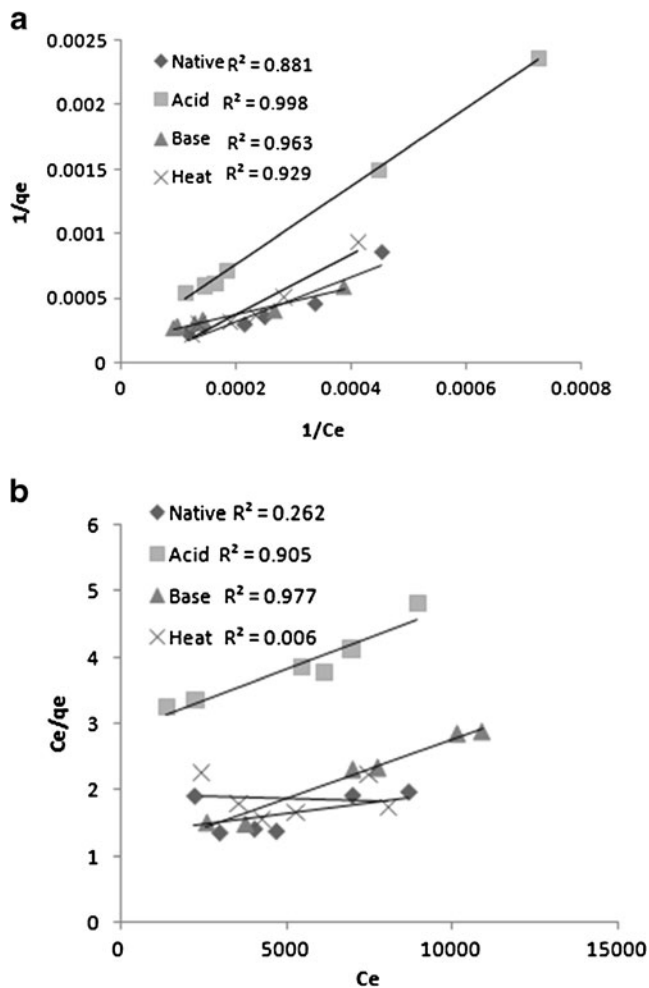 a
0.0025
0.002
0.0015
0.001
0.0005
0
1/qe
Native R² = 0.881
Acid R² = 0.998
Base R² = 0.963
Heat R² = 0.929
0 0.0002 0.0004 0.0006 0.0008
1/Ce
b
6
5
4
3
2
1
0
Ce/qe
Native R² = 0.262
Acid R² = 0.905
Base R² = 0.977
Heat R² = 0.006
0 5000 10000 15000
Ce